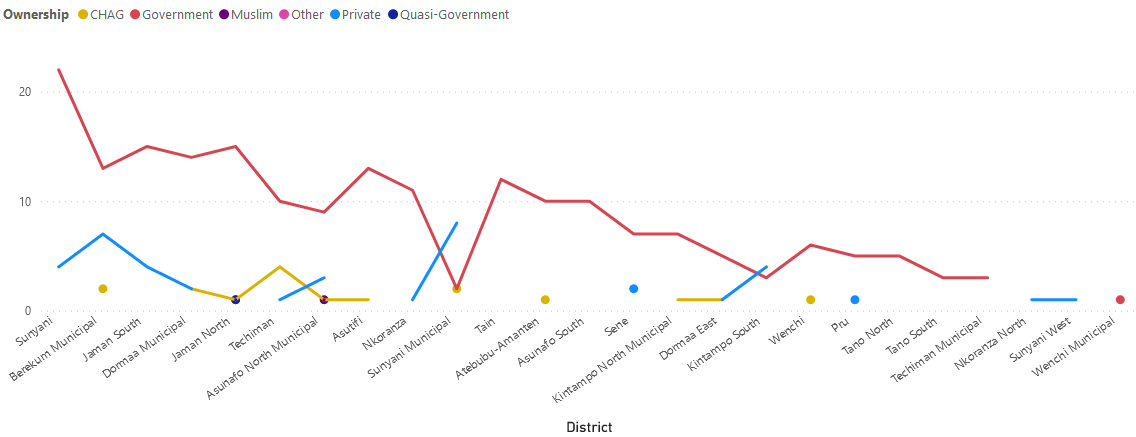 Ownership CHAG Government Muslim Other Private Quasi-Government
20
10
0
Sunyani
Berekum Municipal
Jaman South
Dormaa Municipal
Jaman North
Techiman
Asunafo North Municipal
Asutifi
Nkoranza
Sunyani Municipal
Tain
Atebubu-Amanten
Asunafo South
Sene
Kintampo North Municipal
Dormaa East
Kintampo South
Wenchi
Pru
Tano North
Tano South
Techiman Municipal
Nkoranza North
Sunyani West
Wenchi Municipal
District